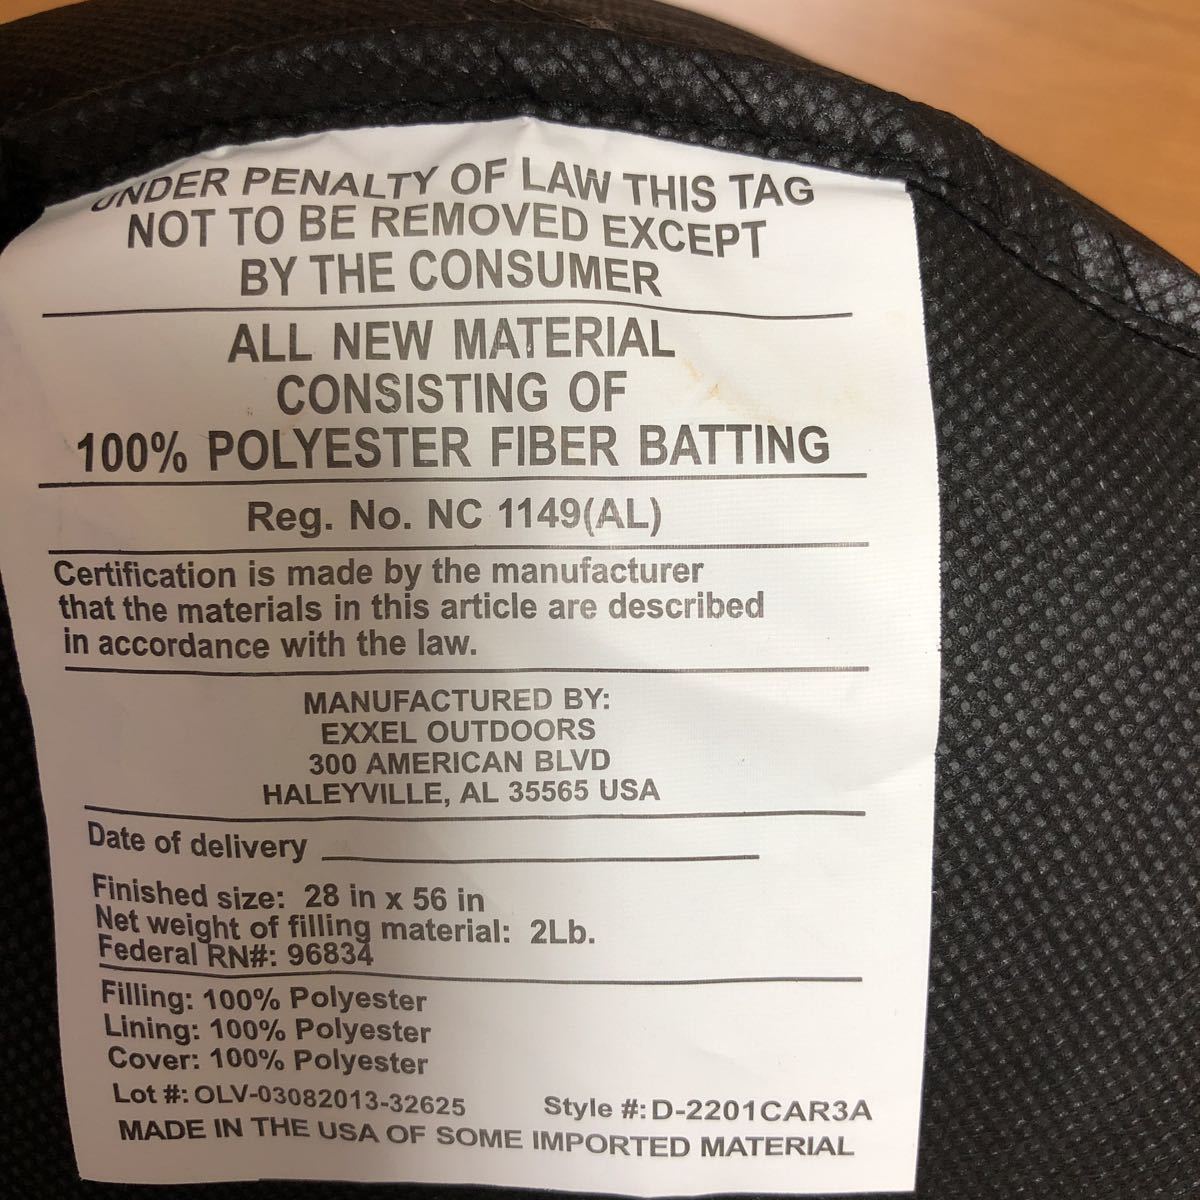 UNDER PENALTY OF LAW THIS TAG
NOT TO BE REMOVED EXCEPT
BY THE CONSUMER
ALL NEW MATERIAL
CONSISTING OF
100% POLYESTER FIBER BATTING
Reg. No. NC 1149(AL)
Certification is made by the manufacturer
that the materials in this article are described
in accordance with the law.
MANUFACTURED BY:
EXXEL OUTDOORS
300 AMERICAN BLVD
HALEYVILLE, AL 35565 USA
Date of delivery
Finished size: 28 in x 56 in
Net weight of filling material: 2Lb.
Federal RN#: 96834
Filling: 100% Polyester
Lining: 100% Polyester
Cover: 100% Polyester
Lot #: OLV-03082013-32625 Style #: D-2201CAR3A
MADE IN THE USA OF SOME IMPORTED MATERIAL